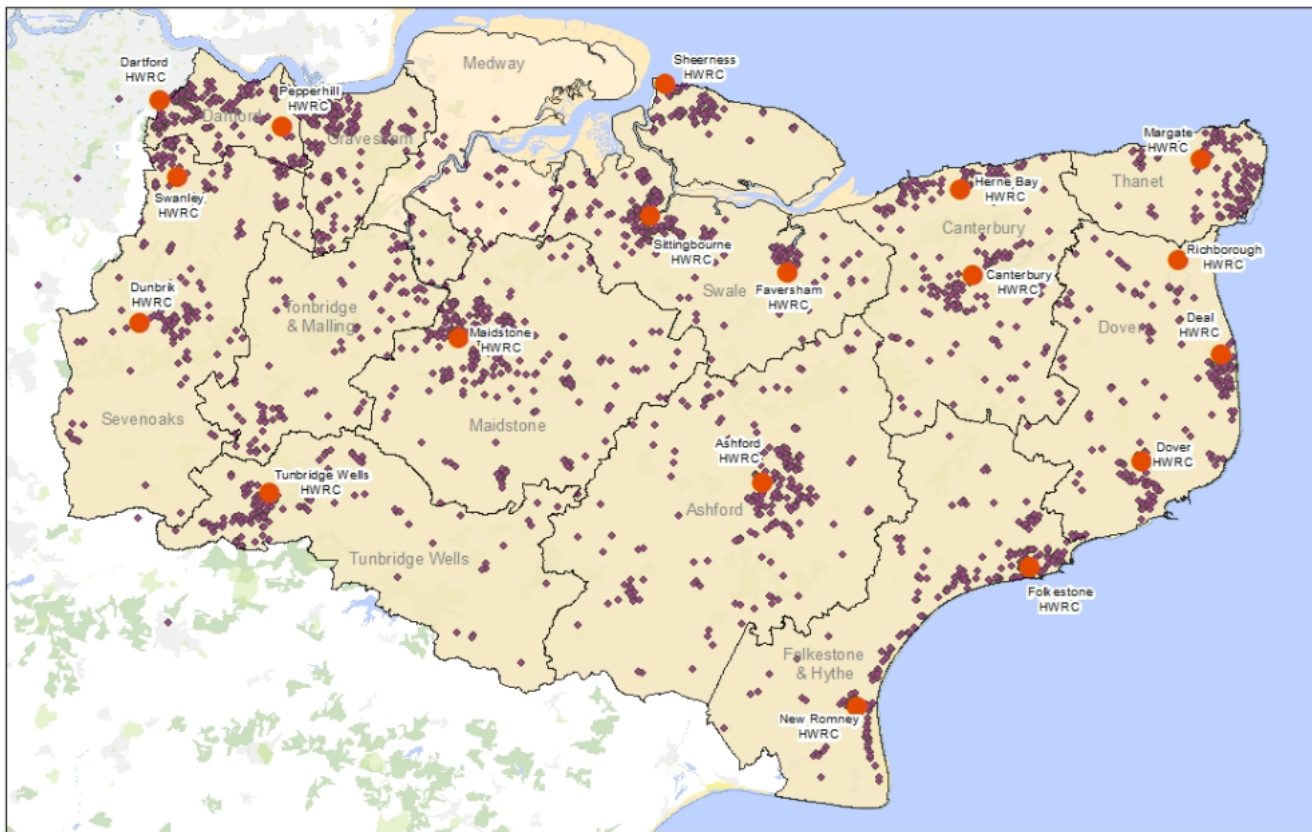 Dartford
HWRC
Medway
Sheerness
HWRC
Pepperhill
HWRC
Dartford
Gravesham
Margate
HWRC
Thanet
Swanley
HWRC
Herne Bay
HWRC
Canterbury
Sittingbourne
HWRC
Richborough
HWRC
Canterbury
HWRC
Faversham
HWRC
Swale
Dunbrik
HWRC
Tonbridge
& Malling
Deal
HWRC
Dover
Maidstone
HWRC
Sevenoaks
Maidstone
Ashford
HWRC
Dover
HWRC
Tunbridge Wells
HWRC
Ashford
Tunbridge Wells
Folkestone
HWRC
Folkestone
& Hythe
New Romney
HWRC